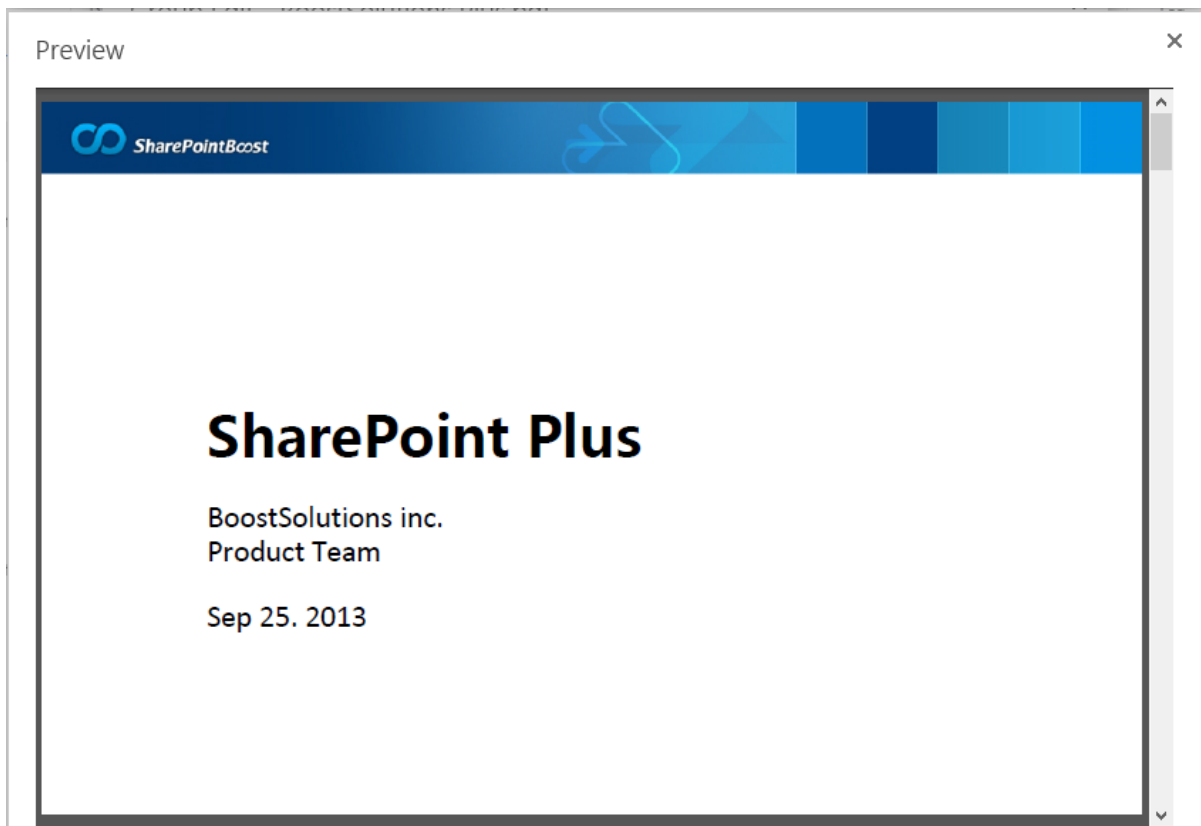 Preview
SharePointBoost
SharePoint Plus
BoostSolutions inc.
Product Team
Sep 25. 2013